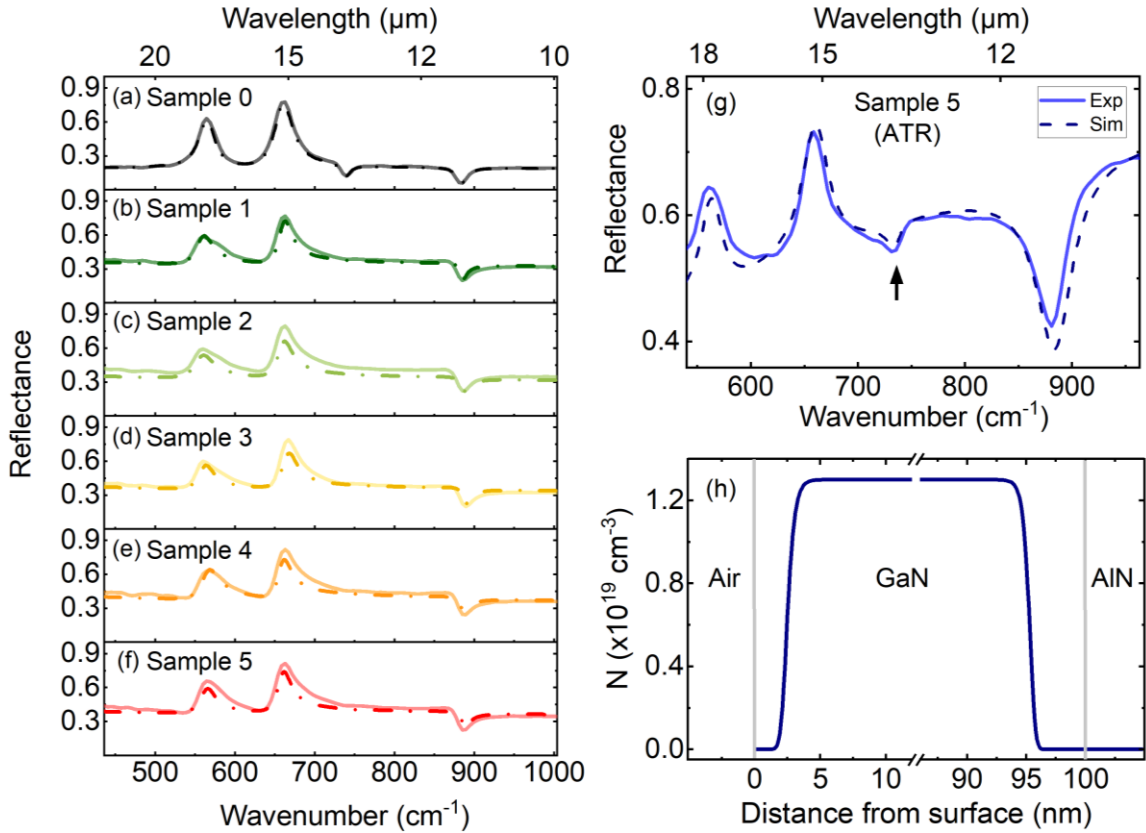 Wavelength (μm)
20 15 10
Reflectance
0.9
0.6
0.3
(a) Sample 0
0.9
0.6
0.3
(b) Sample 1
0.9
0.6
0.3
(c) Sample 2
0.9
0.6
0.3
(d) Sample 3
0.9
0.6
0.3
(e) Sample 4
0.9
0.6
0.3
(f) Sample 5
500 600 700 800 900 1000
Wavenumber (cm⁻¹)
Wavelength (μm)
18 15 12
Reflectance
0.8
0.6
0.4
(g) Sample 5
(ATR)
Exp
Sim
600 700 800 900
Wavenumber (cm⁻¹)
N (x10¹⁹ cm⁻³)
1.2
0.8
0.4
0.0
(h)
Air GaN AlN
0 5 10 90 95 100
Distance from surface (nm)